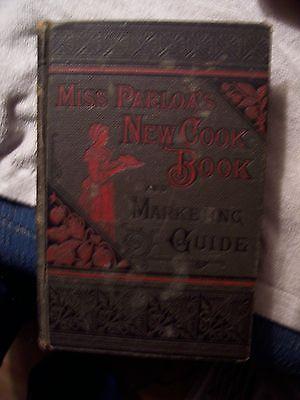 MISS PARLOA'S
NEW COOK
BOOK
AND
MARKETING
GUIDE